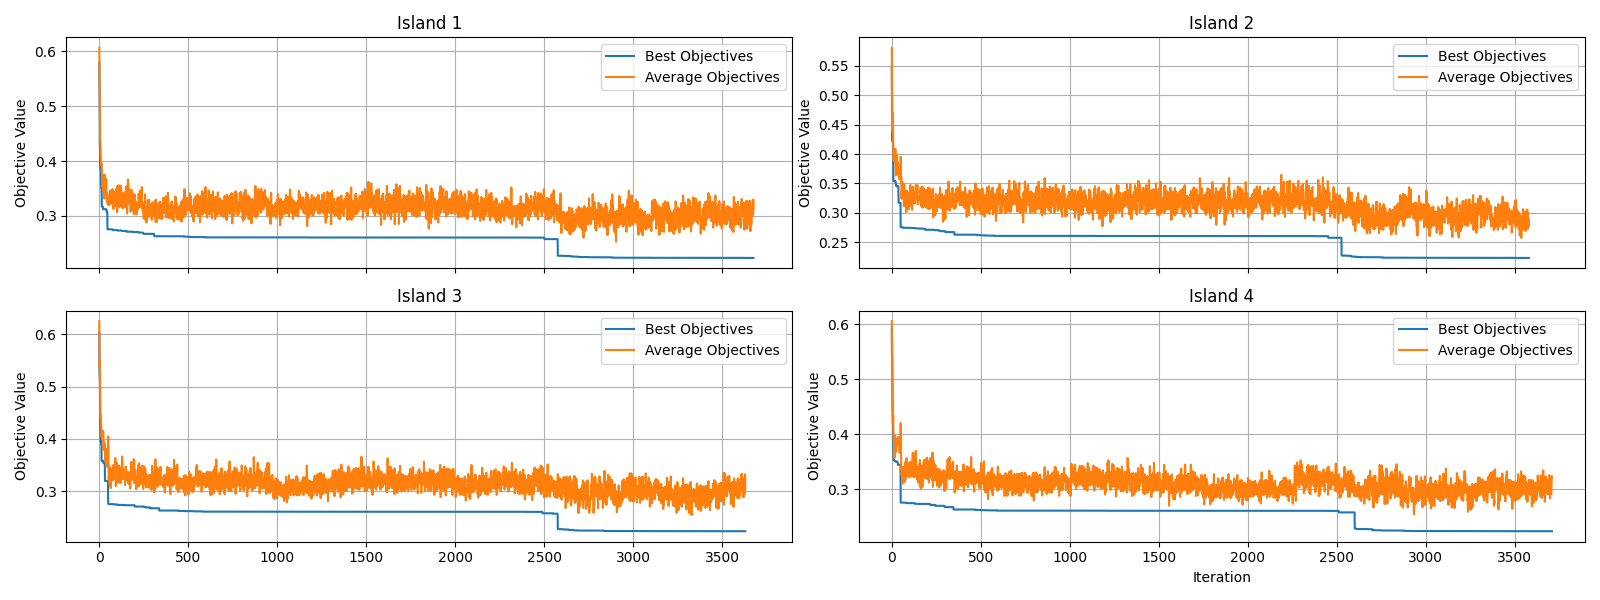 Island 1
Objective Value
0.6
0.5
0.4
0.3
Best Objectives
Average Objectives
Island 2
Objective Value
0.55
0.50
0.45
0.40
0.35
0.30
0.25
Best Objectives
Average Objectives
Island 3
Objective Value
0.6
0.5
0.4
0.3
Best Objectives
Average Objectives
0 500 1000 1500 2000 2500 3000 3500
Island 4
Objective Value
0.6
0.5
0.4
0.3
Best Objectives
Average Objectives
0 500 1000 1500 2000 2500 3000 3500
Iteration